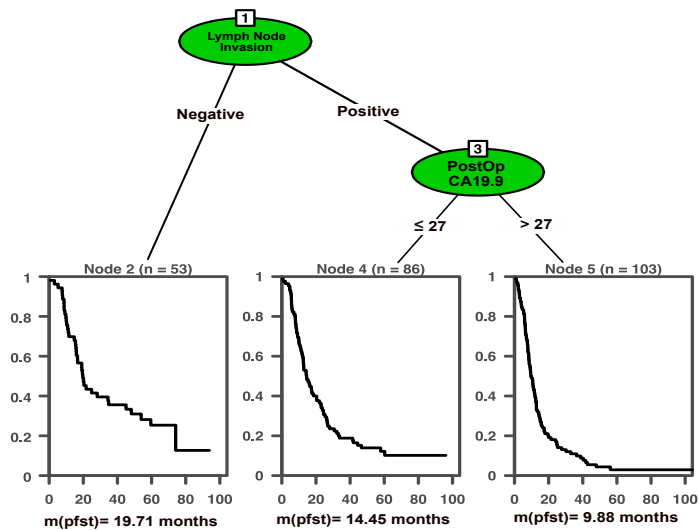 1
Lymph Node
Invasion
Negative
Positive
3
PostOp
CA19.9
≤ 27
> 27
Node 2 (n = 53)
1
0.8
0.6
0.4
0.2
0
0 20 40 60 80 100
m(pfst)= 19.71 months
Node 4 (n = 86)
1
0.8
0.6
0.4
0.2
0
0 20 40 60 80 100
m(pfst)= 14.45 months
Node 5 (n = 103)
1
0.8
0.6
0.4
0.2
0
0 20 40 60 80 100
m(pfst)= 9.88 months